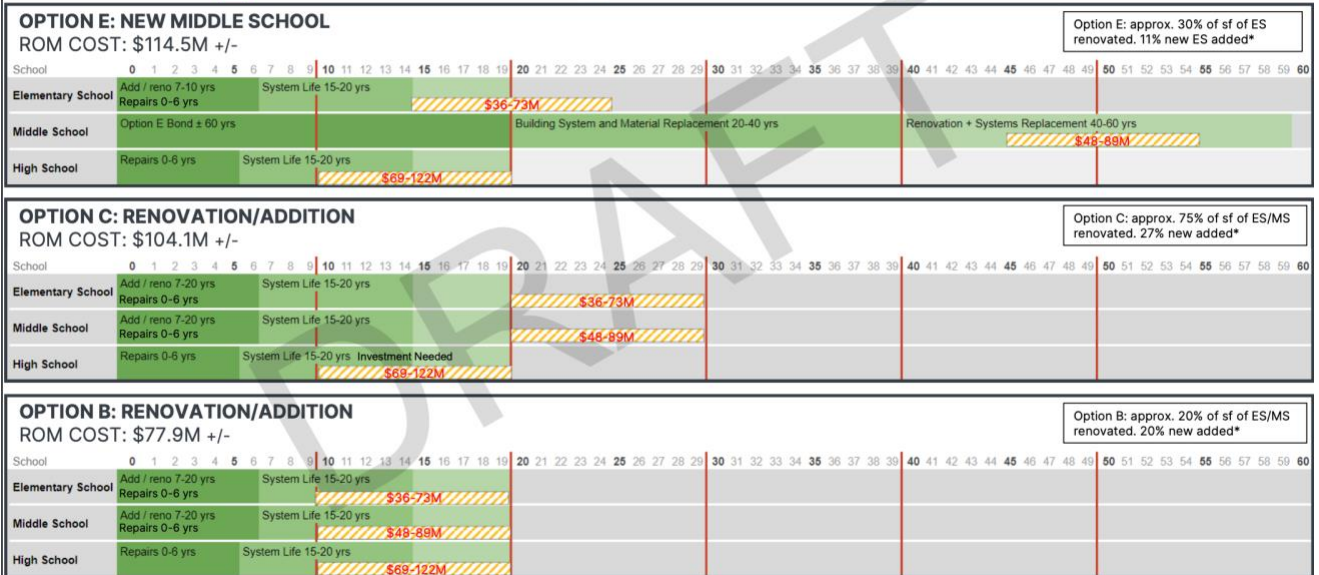 OPTION E: NEW MIDDLE SCHOOL
ROM COST: $114.5M +/-
Option E: approx. 30% of sf of ES
renovated. 11% new ES added*
School 0 1 2 3 4 5 6 7 8 9 10 11 12 13 14 15 16 17 18 19 20 21 22 23 24 25 26 27 28 29 30 31 32 33 34 35 36 37 38 39 40 41 42 43 44 45 46 47 48 49 50 51 52 53 54 55 56 57 58 59 60
Elementary School
Add / reno 7-10 yrs System Life 15-20 yrs
Repairs 0-6 yrs
$36-73M
Middle School
Option E Bond ± 60 yrs Building System and Material Replacement 20-40 yrs Renovation + Systems Replacement 40-60 yrs
$48-89M
High School
Repairs 0-6 yrs System Life 15-20 yrs
$69-122M
OPTION C: RENOVATION/ADDITION
ROM COST: $104.1M +/-
Option C: approx. 75% of sf of ES/MS
renovated. 27% new added*
School 0 1 2 3 4 5 6 7 8 9 10 11 12 13 14 15 16 17 18 19 20 21 22 23 24 25 26 27 28 29 30 31 32 33 34 35 36 37 38 39 40 41 42 43 44 45 46 47 48 49 50 51 52 53 54 55 56 57 58 59 60
Elementary School
Add / reno 7-20 yrs System Life 15-20 yrs
Repairs 0-6 yrs
$36-73M
Middle School
Add / reno 7-20 yrs System Life 15-20 yrs
Repairs 0-6 yrs
$48-89M
High School
Repairs 0-6 yrs System Life 15-20 yrs Investment Needed
$69-122M
OPTION B: RENOVATION/ADDITION
ROM COST: $77.9M +/-
Option B: approx. 20% of sf of ES/MS
renovated. 20% new added*
School 0 1 2 3 4 5 6 7 8 9 10 11 12 13 14 15 16 17 18 19 20 21 22 23 24 25 26 27 28 29 30 31 32 33 34 35 36 37 38 39 40 41 42 43 44 45 46 47 48 49 50 51 52 53 54 55 56 57 58 59 60
Elementary School
Add / reno 7-20 yrs System Life 15-20 yrs
Repairs 0-6 yrs
$36-73M
Middle School
Add / reno 7-20 yrs System Life 15-20 yrs
Repairs 0-6 yrs
$48-89M
High School
Repairs 0-6 yrs System Life 15-20 yrs
$69-122M
DRAFT